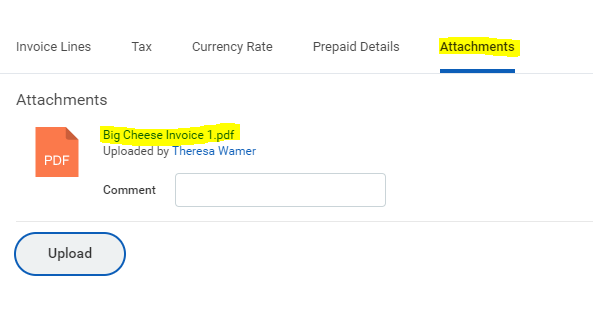 Invoice Lines Tax Currency Rate Prepaid Details Attachments
Attachments
PDF
Big Cheese Invoice 1.pdf
Uploaded by Theresa Wamer
Comment
Upload